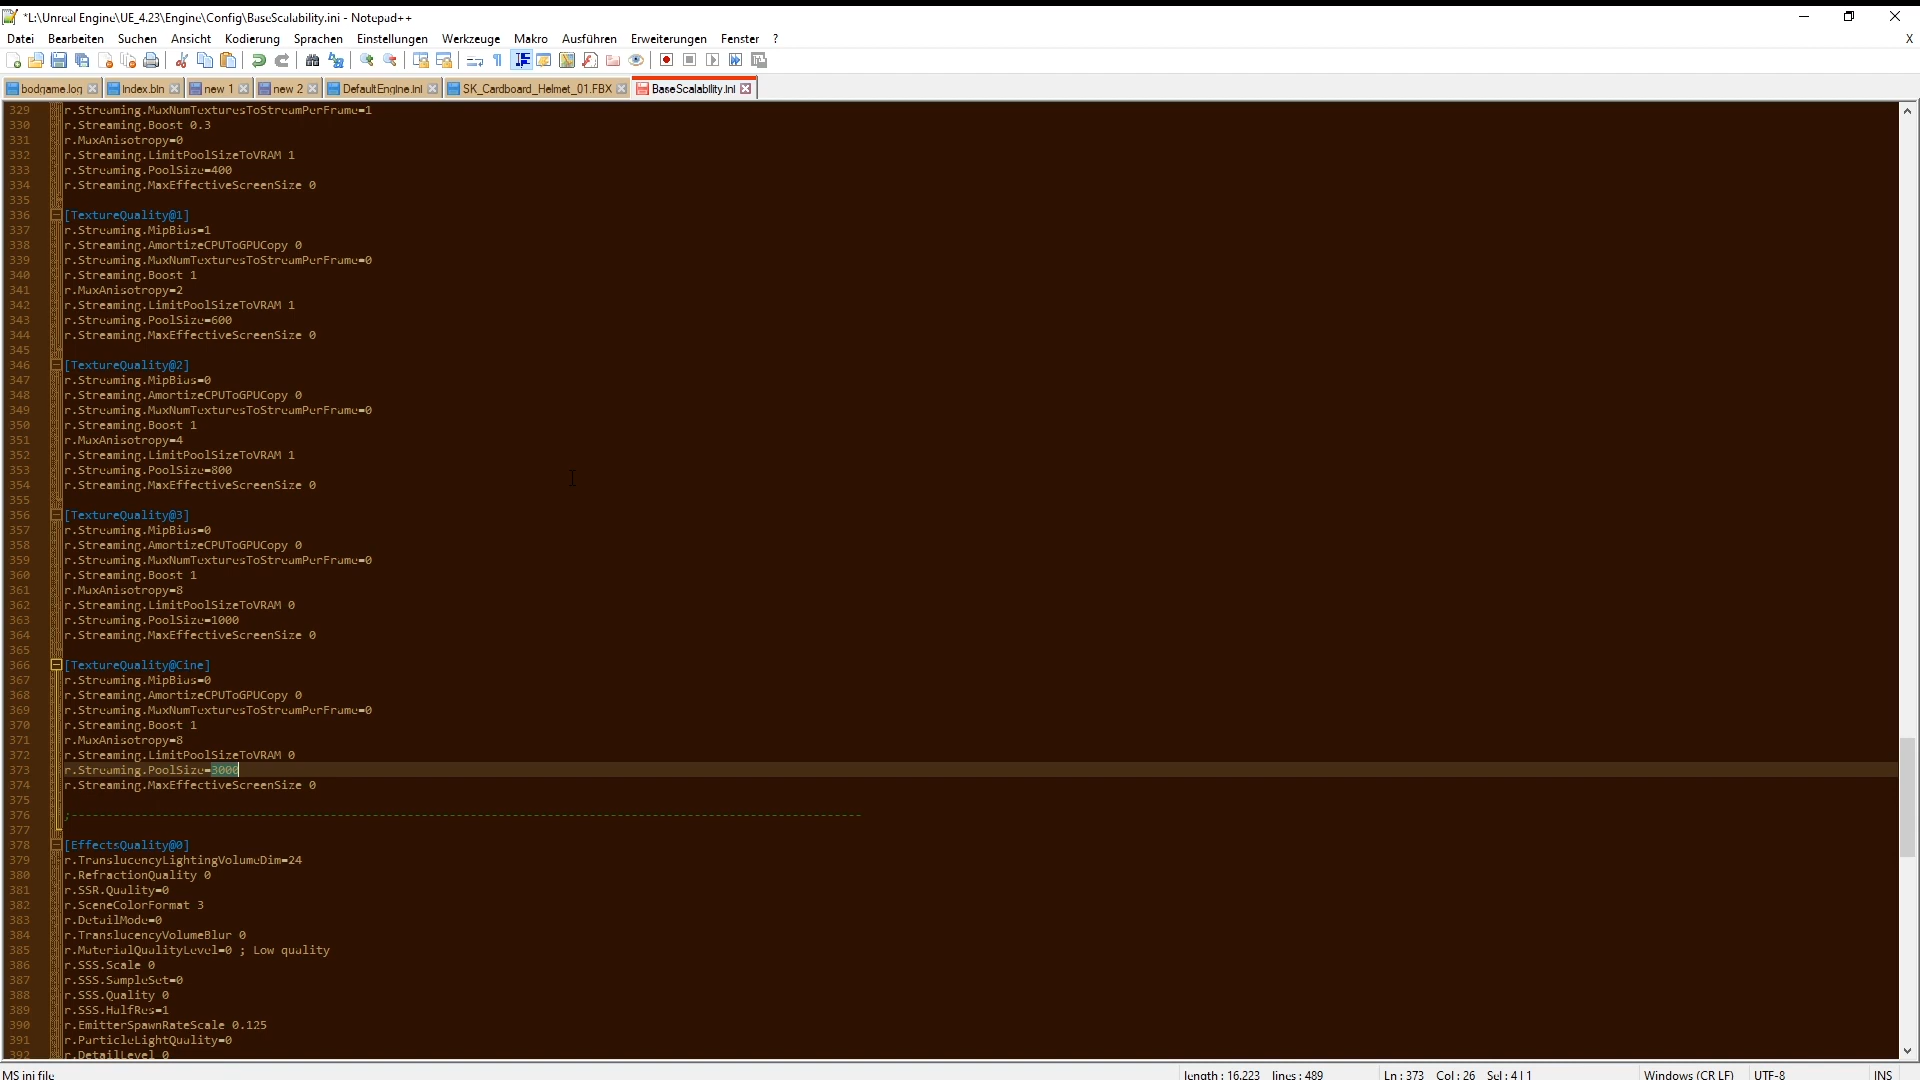 *L:\Unreal Engine\UE_4.23\Engine\Config\BaseScalability.ini - Notepad++
Datei Bearbeiten Suchen Ansicht Kodierung Sprachen Einstellungen Werkzeuge Makro Ausführen Erweiterungen Fenster ? X
bodgame.log Index.bin new 1 new 2 DefaultEngine.ini SK_Cardboard_Helmet_01.FBX BaseScalability.ini
329 r.Streaming.MaxNumTexturesToStreamPerFrame=1
330 r.Streaming.Boost 0.3
331 r.MaxAnisotropy=0
332 r.Streaming.LimitPoolSizeToVRAM 1
333 r.Streaming.PoolSize=400
334 r.Streaming.MaxEffectiveScreenSize 0
335
336 [TextureQuality@1]
337 r.Streaming.MipBias=1
338 r.Streaming.AmortizeCPUToGPUCopy 0
339 r.Streaming.MaxNumTexturesToStreamPerFrame=0
340 r.Streaming.Boost 1
341 r.MaxAnisotropy=2
342 r.Streaming.LimitPoolSizeToVRAM 1
343 r.Streaming.PoolSize=600
344 r.Streaming.MaxEffectiveScreenSize 0
345
346 [TextureQuality@2]
347 r.Streaming.MipBias=0
348 r.Streaming.AmortizeCPUToGPUCopy 0
349 r.Streaming.MaxNumTexturesToStreamPerFrame=0
350 r.Streaming.Boost 1
351 r.MaxAnisotropy=4
352 r.Streaming.LimitPoolSizeToVRAM 1
353 r.Streaming.PoolSize=800
354 r.Streaming.MaxEffectiveScreenSize 0
355
356 [TextureQuality@3]
357 r.Streaming.MipBias=0
358 r.Streaming.AmortizeCPUToGPUCopy 0
359 r.Streaming.MaxNumTexturesToStreamPerFrame=0
360 r.Streaming.Boost 1
361 r.MaxAnisotropy=8
362 r.Streaming.LimitPoolSizeToVRAM 0
363 r.Streaming.PoolSize=1000
364 r.Streaming.MaxEffectiveScreenSize 0
365
366 [TextureQuality@Cine]
367 r.Streaming.MipBias=0
368 r.Streaming.AmortizeCPUToGPUCopy 0
369 r.Streaming.MaxNumTexturesToStreamPerFrame=0
370 r.Streaming.Boost 1
371 r.MaxAnisotropy=8
372 r.Streaming.LimitPoolSizeToVRAM 0
373 r.Streaming.PoolSize=3000
374 r.Streaming.MaxEffectiveScreenSize 0
375
376 ;-----------------------------------------------------------------------------------------------------------------
377
378 [EffectsQuality@0]
379 r.TranslucencyLightingVolumeDim=24
380 r.RefractionQuality 0
381 r.SSR.Quality=0
382 r.SceneColorFormat 3
383 r.DetailMode=0
384 r.TranslucencyVolumeBlur 0
385 r.MaterialQualityLevel=0 ; Low quality
386 r.SSS.Scale 0
387 r.SSS.SampleSet=0
388 r.SSS.Quality 0
389 r.SSS.HalfRes=1
390 r.EmitterSpawnRateScale 0.125
391 r.ParticleLightQuality=0
392 r.DetailLevel 0
MS ini file length : 16.223 lines : 489 Ln : 373 Col : 26 Sel : 4 | 1 Windows (CR LF) UTF-8 INS